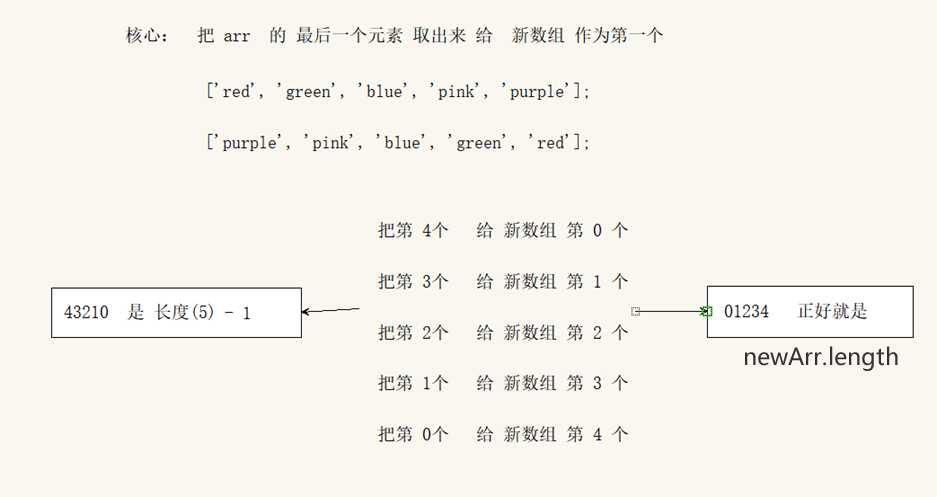 核心： 把 arr 的 最后一个元素 取出来 给 新数组 作为第一个
['red', 'green', 'blue', 'pink', 'purple'];
['purple', 'pink', 'blue', 'green', 'red'];
把第 4个 给 新数组 第 0 个
把第 3个 给 新数组 第 1 个
43210 是 长度(5) - 1
01234 正好就是
把第 2个 给 新数组 第 2 个
newArr.length
把第 1个 给 新数组 第 3 个
把第 0个 给 新数组 第 4 个